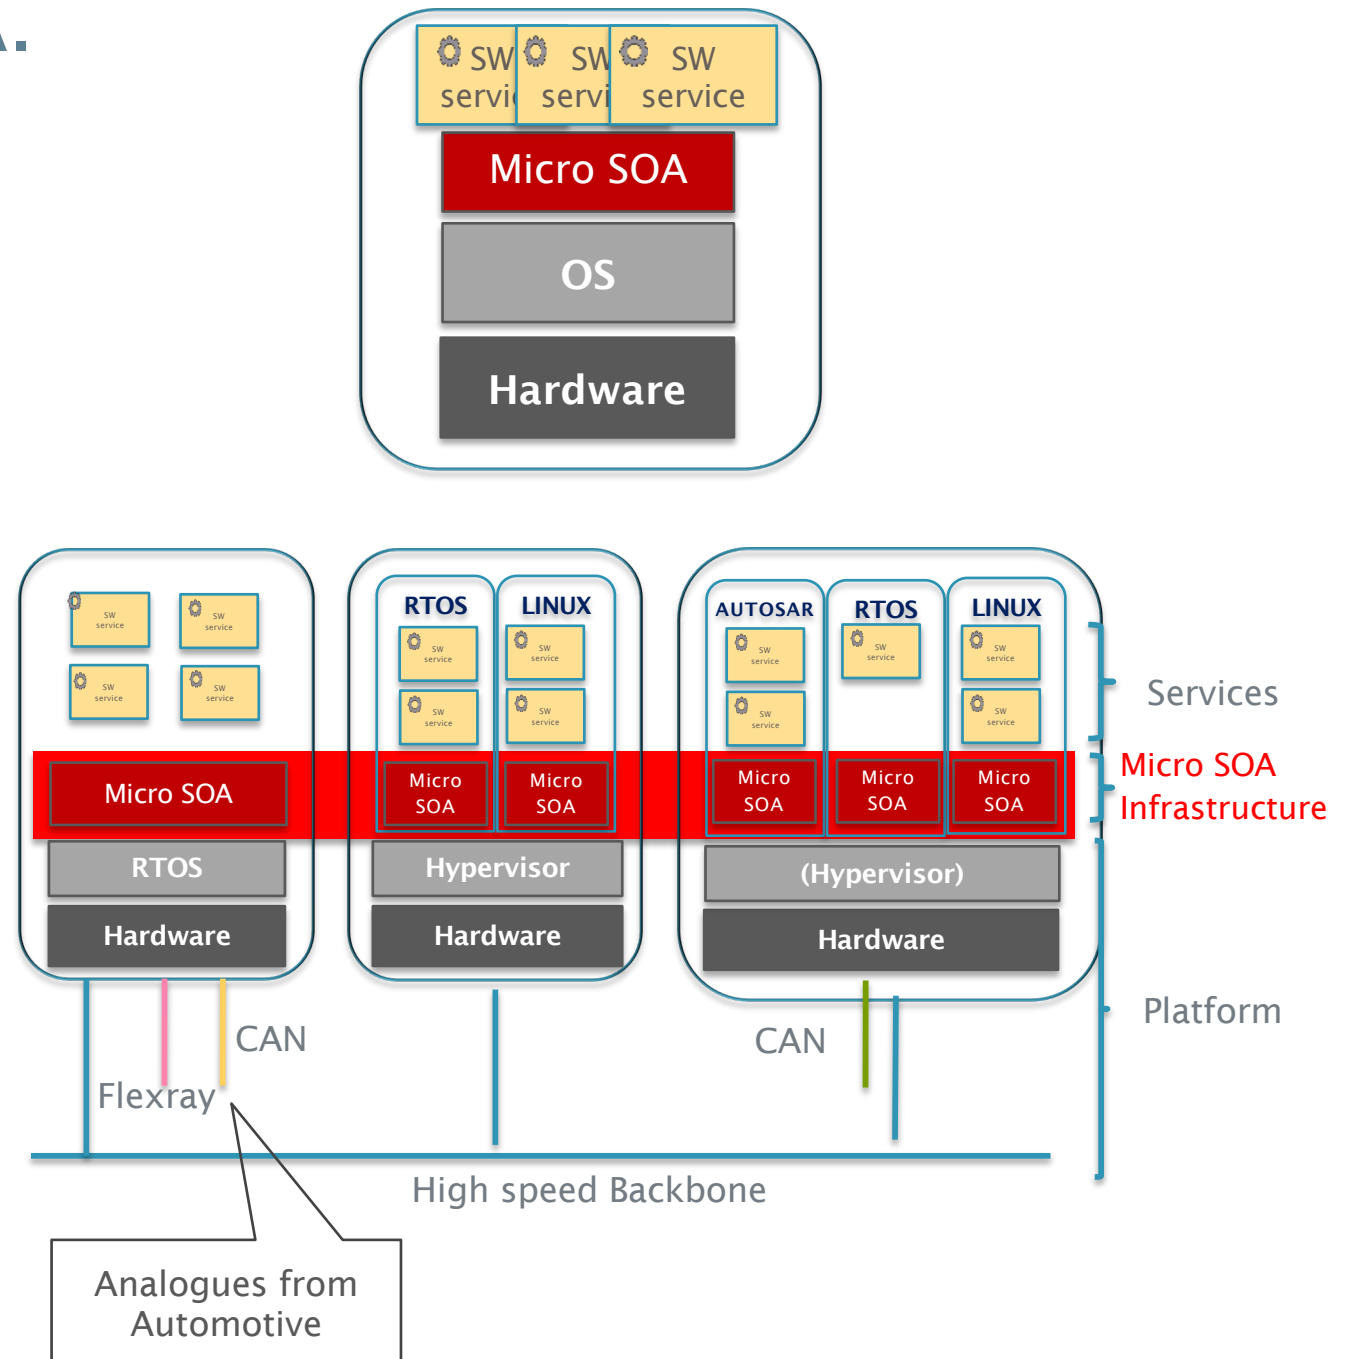 A.
SW SW SW
servi servi service
Micro SOA
OS
Hardware
SW
service
SW
service
SW
service
SW
service
Micro SOA
RTOS
Hardware
RTOS
LINUX
SW
service
SW
service
SW
service
SW
service
Micro
SOA
Micro
SOA
Hypervisor
Hardware
AUTOSAR
RTOS
LINUX
SW
service
SW
service
SW
service
SW
service
SW
service
Micro
SOA
Micro
SOA
Micro
SOA
(Hypervisor)
Hardware
Services
Micro SOA
Infrastructure
Platform
CAN
Flexray
CAN
High speed Backbone
Analogues from
Automotive